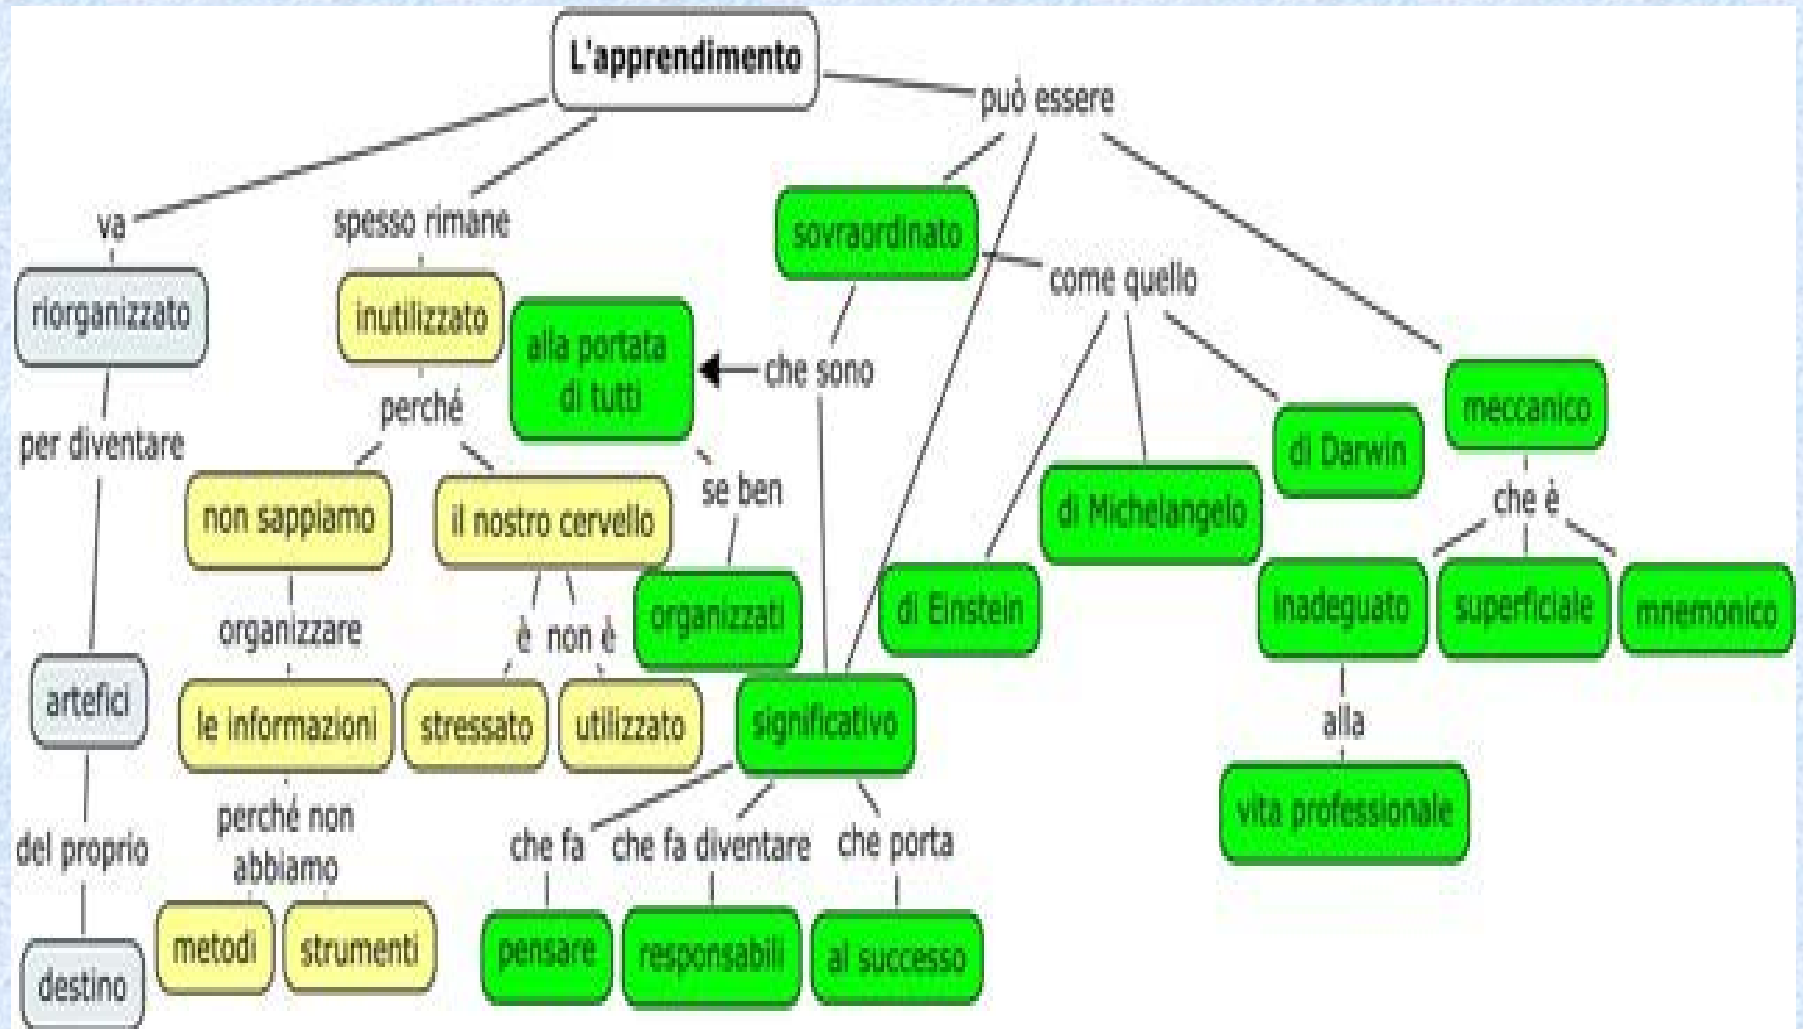 L'apprendimento
può essere
va
spesso rimane
sovraordinato
come quello
riorganizzato
inutilizzato
alla portata
di tutti
che sono
meccanico
perché
per diventare
di Darwin
non sappiamo
il nostro cervello
se ben
di Michelangelo
che è
organizzare
è
non è
organizzati
di Einstein
inadeguato
superficiale
mnemonico
artefici
le informazioni
stressato
utilizzato
significativo
alla
vita professionale
del proprio
perché non
abbiamo
che fa
che fa diventare
che porta
destino
metodi
strumenti
pensare
responsabili
al successo